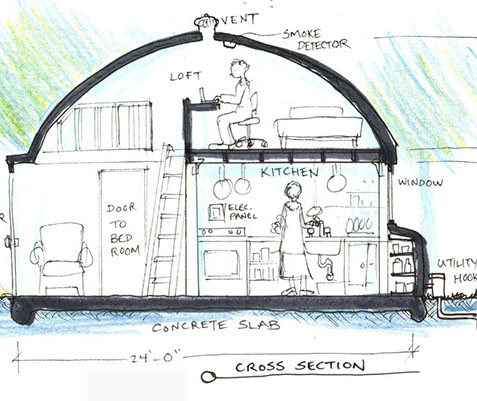 VENT
SMOKE
DETECTOR
LOFT
KITCHEN
WINDOW
DOOR
TO
BED
ROOM
ELEC.
PANEL
UTILITY
HOOK
CONCRETE SLAB
24'-0"
CROSS SECTION